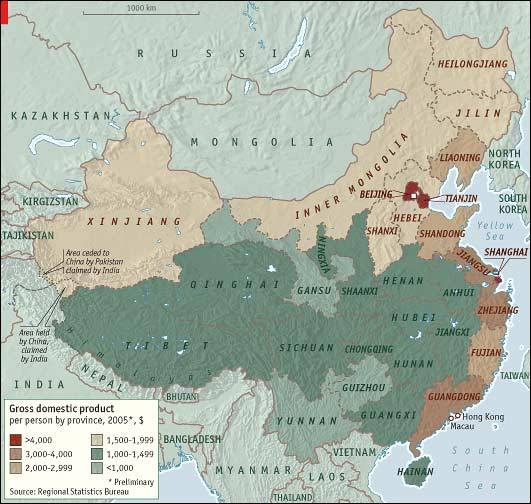 1000 km
RUSSIA
HEILONGJIANG
KAZAKHSTAN
JILIN
MONGOLIA
INNER MONGOLIA
LIAONING
NORTH
KOREA
BEIJING
TIANJIN
KIRGIZSTAN
SOUTH
KOREA
XINJIANG
HEBEI
TAJIKISTAN
SHANXI
Yellow
Sea
SHANDONG
NINGXIA
SHANGHAI
Area ceded to
China by Pakistan
claimed by India
JIANGSU
QINGHAI
HENAN
GANSU
SHAANXI
ANHUI
ZHEJIANG
Area held
by China,
claimed
by India
HUBEI
TIBET
JIANGXI
SICHUAN
CHONGQING
Himalayas
HUNAN
FUJIAN
NEPAL
TAIWAN
INDIA
GUIZHOU
BHUTAN
GUANGDONG
YUNNAN
GUANGXI
Hong Kong
Macau
BANGLADESH
VIETNAM
South
China
Sea
MYANMAR
LAOS
HAINAN
THAILAND
Gross domestic product
per person by province, 2005*, $
>4,000
1,500-1,999
3,000-4,000
1,000-1,499
2,000-2,999
<1,000
* Preliminary
Source: Regional Statistics Bureau